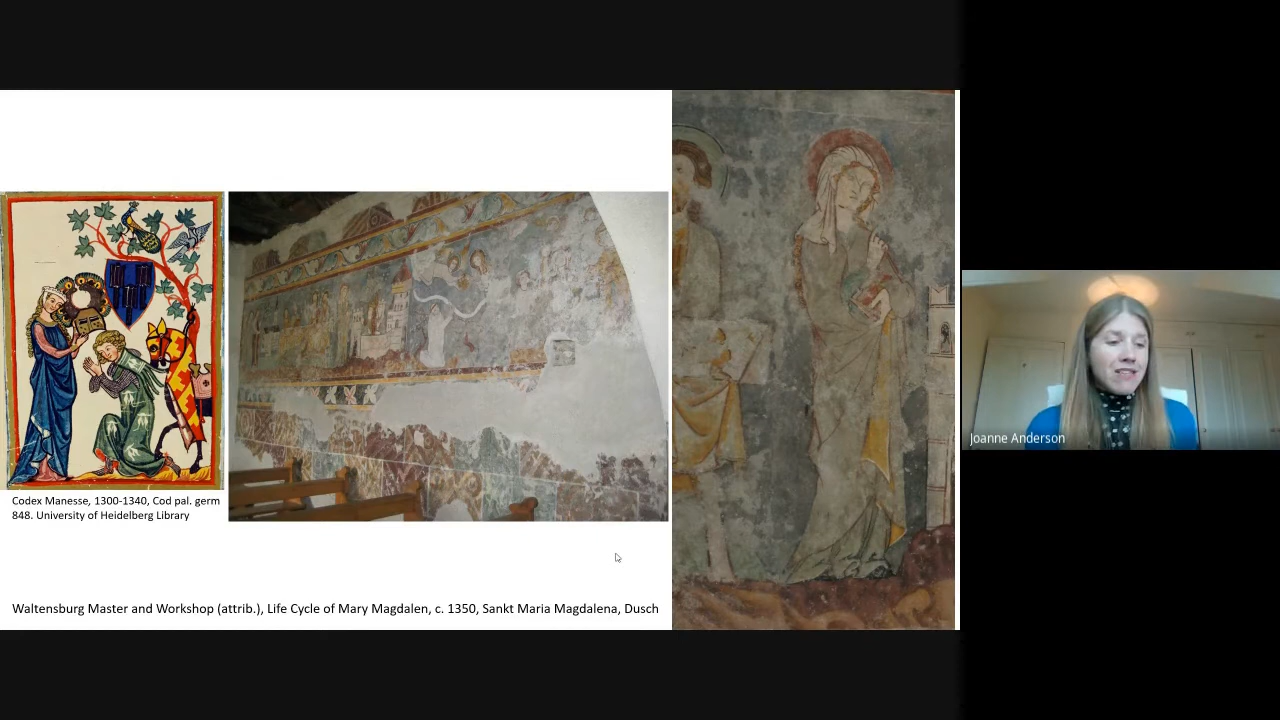 Codex Manesse, 1300-1340, Cod pal. germ
848. University of Heidelberg Library
Waltensburg Master and Workshop (attrib.), Life Cycle of Mary Magdalen, c. 1350, Sankt Maria Magdalena, Dusch
Joanne Anderson